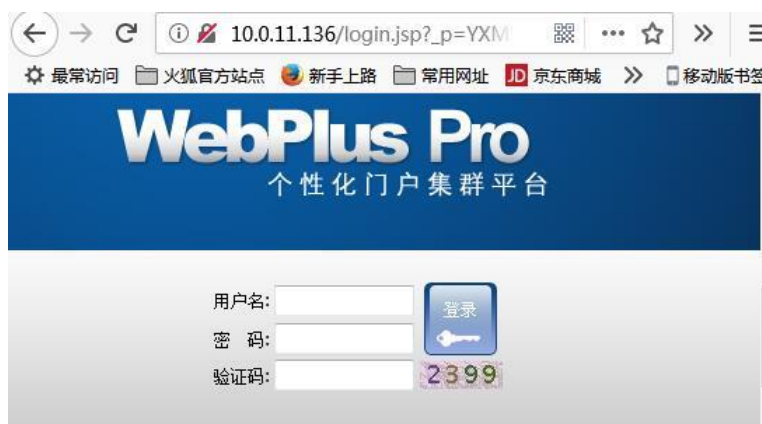 10.0.11.136/login.jsp?_p=YXM
最常访问 火狐官方站点 新手上路 常用网址 JD 京东商城 移动版书签
WebPlus Pro
个性化门户集群平台
用户名:
登录
密 码:
验证码:
2399